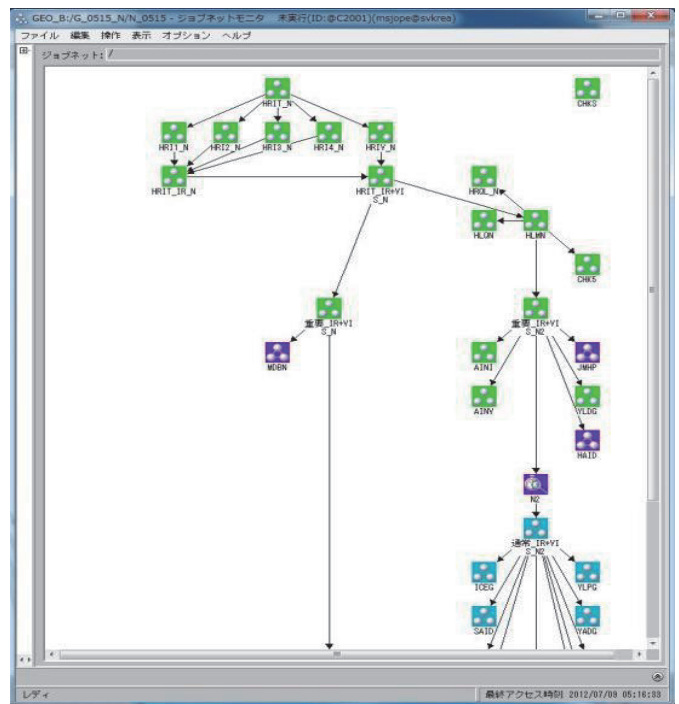 GEO_B:/G_0515_N/N_0515 - ジョブネットモニタ 未実行(ID:@C2001)(msjope@svkrea)
ファイル 編集 操作 表示 オプション ヘルプ
ジョブネット: /
HRIT_N
CHKS
HRI1_N
HRI2_N
HRI3_N
HRI4_N
HRIY_N
HRIT_IR_N
HRIT_IR+VI
S_N
HROL_N
HLON
HLMN
CHK5
重要_IR+VI
S_N
重要_IR+VI
S_N2
MDBN
AINI
JMHP
AINY
YLDG
HAID
N2
通常_IR+VI
S_N2
ICEG
YLPG
SAID
YADG
レディ
最終アクセス時刻 2012/07/09 05:16:33